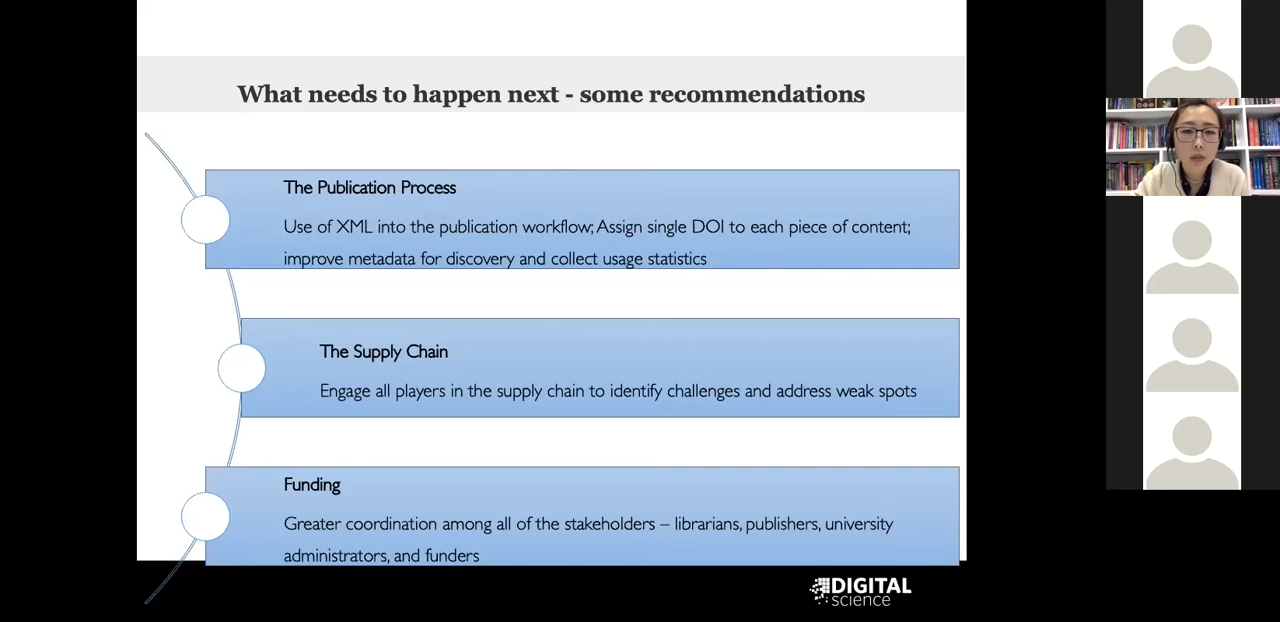 What needs to happen next - some recommendations
The Publication Process
Use of XML into the publication workflow; Assign single DOI to each piece of content;
improve metadata for discovery and collect usage statistics
The Supply Chain
Engage all players in the supply chain to identify challenges and address weak spots
Funding
Greater coordination among all of the stakeholders – librarians, publishers, university
administrators, and funders
DIGITAL
science